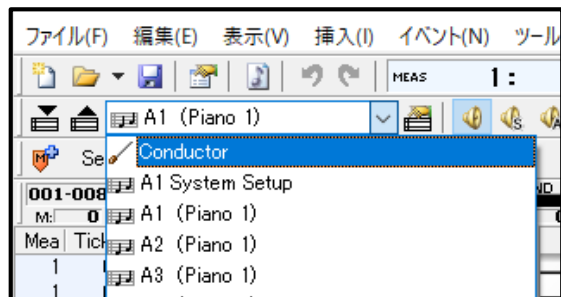 ファイル(F) 編集(E) 表示(V) 挿入(I) イベント(N) ツール
MEAS 1:
A1 (Piano 1)
Se
Conductor
001-008
A1 System Setup
M: 0
A1 (Piano 1)
Mea Tick
A2 (Piano 1)
1
A3 (Piano 1)
1